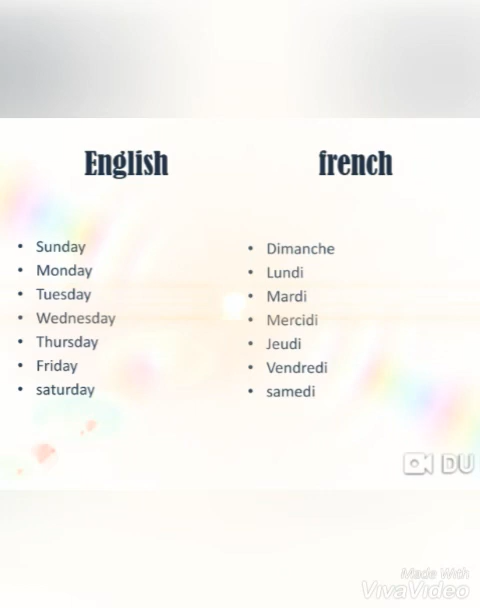 English
french
• Sunday
• Monday
• Tuesday
• Wednesday
• Thursday
• Friday
• saturday
• Dimanche
• Lundi
• Mardi
• Mercidi
• Jeudi
• Vendredi
• samedi
DU
Made With
VivaVideo